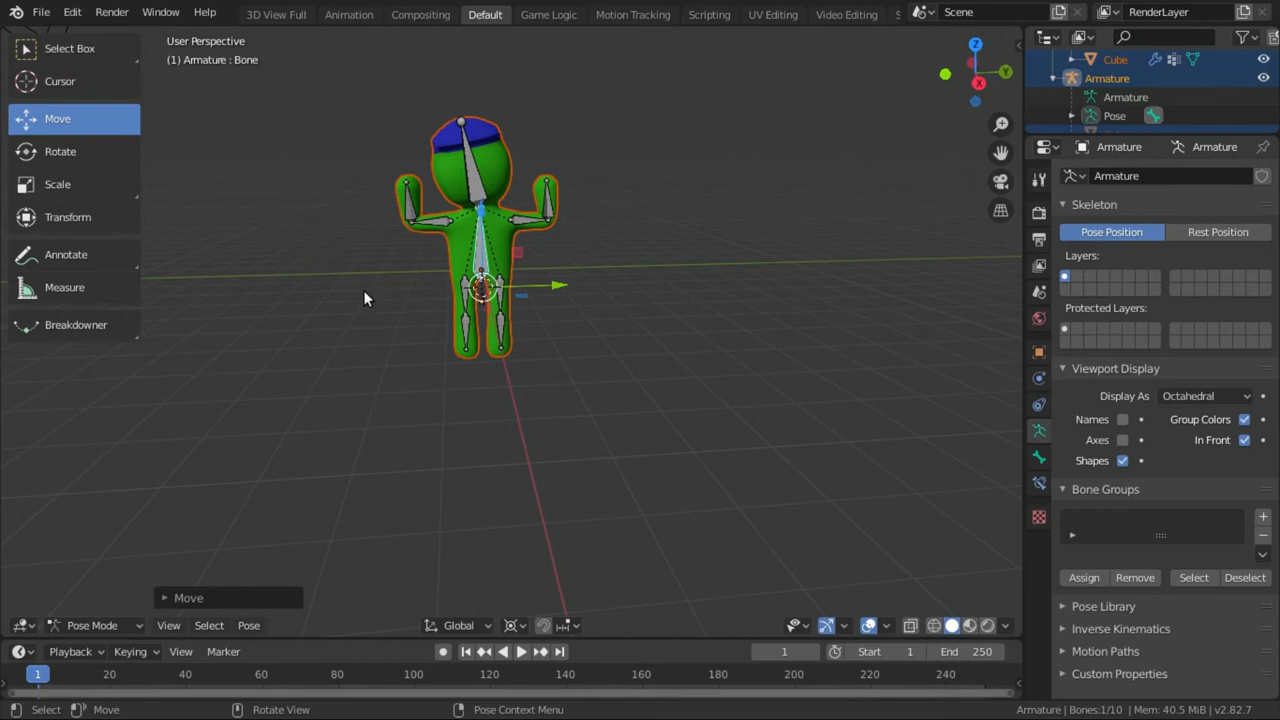 File Edit Render Window Help 3D View Full Animation Compositing Default Game Logic Motion Tracking Scripting UV Editing Video Editing S Scene RenderLayer
Select Box
Cursor
Move
Rotate
Scale
Transform
Annotate
Measure
Breakdowner
User Perspective
(1) Armature : Bone
Z
Y
X
Move
Pose Mode View Select Pose Global
Cube
Armature
Armature
Pose
Armature Armature
Armature
Skeleton
Pose Position Rest Position
Layers:
Protected Layers:
Viewport Display
Display As Octahedral
Names Group Colors
Axes In Front
Shapes
Bone Groups
Assign Remove Select Deselect
Pose Library
Inverse Kinematics
Motion Paths
Custom Properties
Playback Keying View Marker 1 Start 1 End 250
1 20 40 60 80 100 120 140 160 180 200 220 240
Select Move Rotate View Pose Context Menu Armature | Bones:1/10 | Mem: 40.5 MiB | v2.82.7